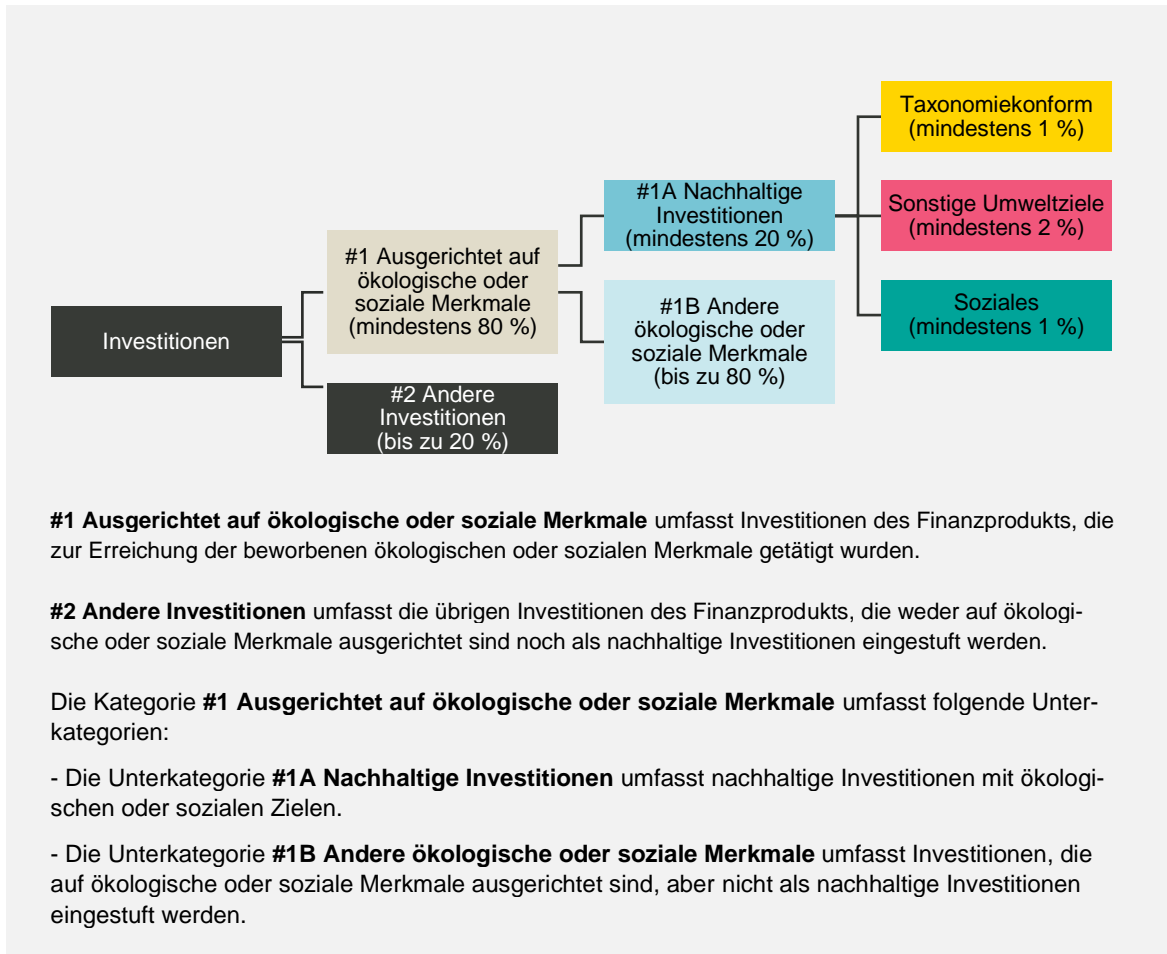 Investitionen
#1 Ausgerichtet auf
ökologische oder
soziale Merkmale
(mindestens 80 %)
#2 Andere
Investitionen
(bis zu 20 %)
#1A Nachhaltige
Investitionen
(mindestens 20 %)
#1B Andere
ökologische oder
soziale Merkmale
(bis zu 80 %)
Taxonomiekonform
(mindestens 1 %)
Sonstige Umweltziele
(mindestens 2 %)
Soziales
(mindestens 1 %)
#1 Ausgerichtet auf ökologische oder soziale Merkmale umfasst Investitionen des Finanzprodukts, die
zur Erreichung der beworbenen ökologischen oder sozialen Merkmale getätigt wurden.
#2 Andere Investitionen umfasst die übrigen Investitionen des Finanzprodukts, die weder auf ökologi-
sche oder soziale Merkmale ausgerichtet sind noch als nachhaltige Investitionen eingestuft werden.
Die Kategorie #1 Ausgerichtet auf ökologische oder soziale Merkmale umfasst folgende Unter-
kategorien:
- Die Unterkategorie #1A Nachhaltige Investitionen umfasst nachhaltige Investitionen mit ökologi-
schen oder sozialen Zielen.
- Die Unterkategorie #1B Andere ökologische oder soziale Merkmale umfasst Investitionen, die
auf ökologische oder soziale Merkmale ausgerichtet sind, aber nicht als nachhaltige Investitionen
eingestuft werden.